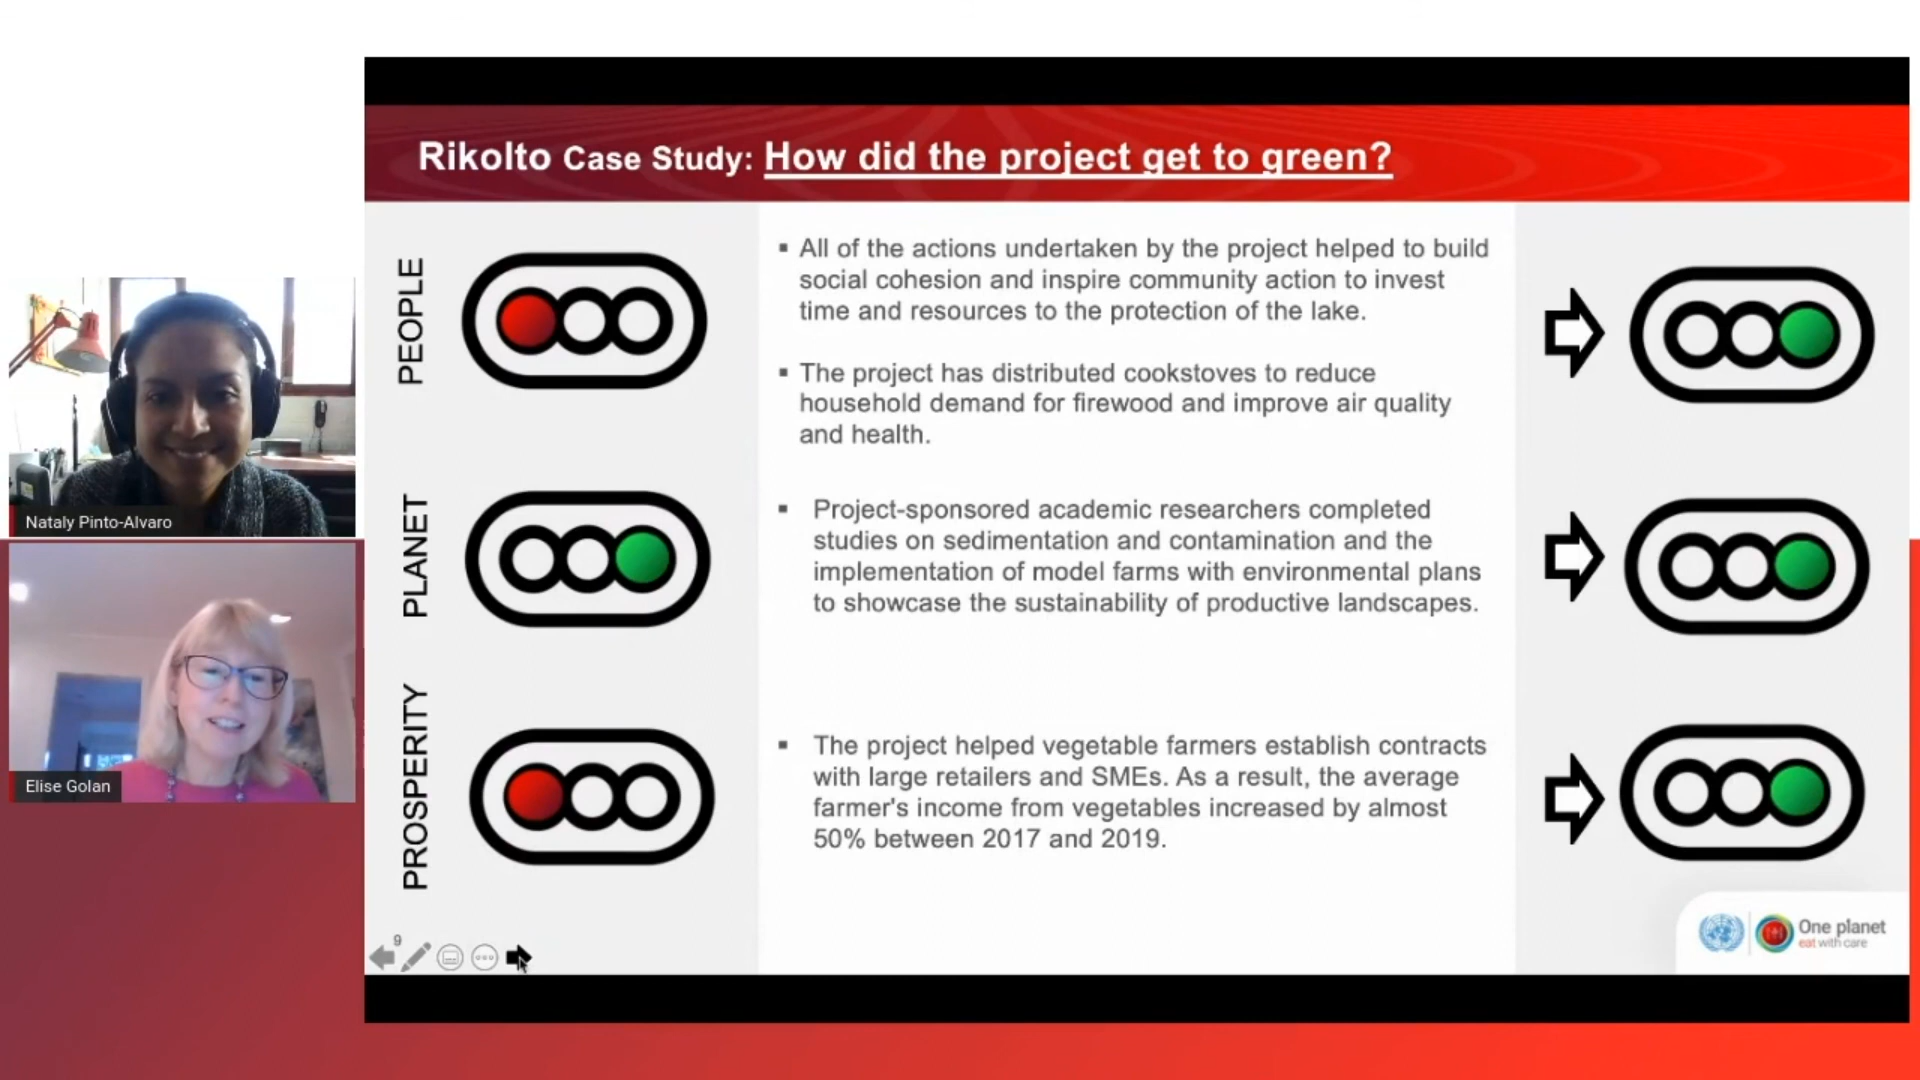 Rikolto Case Study: How did the project get to green?
PEOPLE
▪ All of the actions undertaken by the project helped to build
social cohesion and inspire community action to invest
time and resources to the protection of the lake.
▪ The project has distributed cookstoves to reduce
household demand for firewood and improve air quality
and health.
PLANET
▪ Project-sponsored academic researchers completed
studies on sedimentation and contamination and the
implementation of model farms with environmental plans
to showcase the sustainability of productive landscapes.
PROSPERITY
▪ The project helped vegetable farmers establish contracts
with large retailers and SMEs. As a result, the average
farmer's income from vegetables increased by almost
50% between 2017 and 2019.
Nataly Pinto-Alvaro
Elise Golan
9
One planet
eat with care